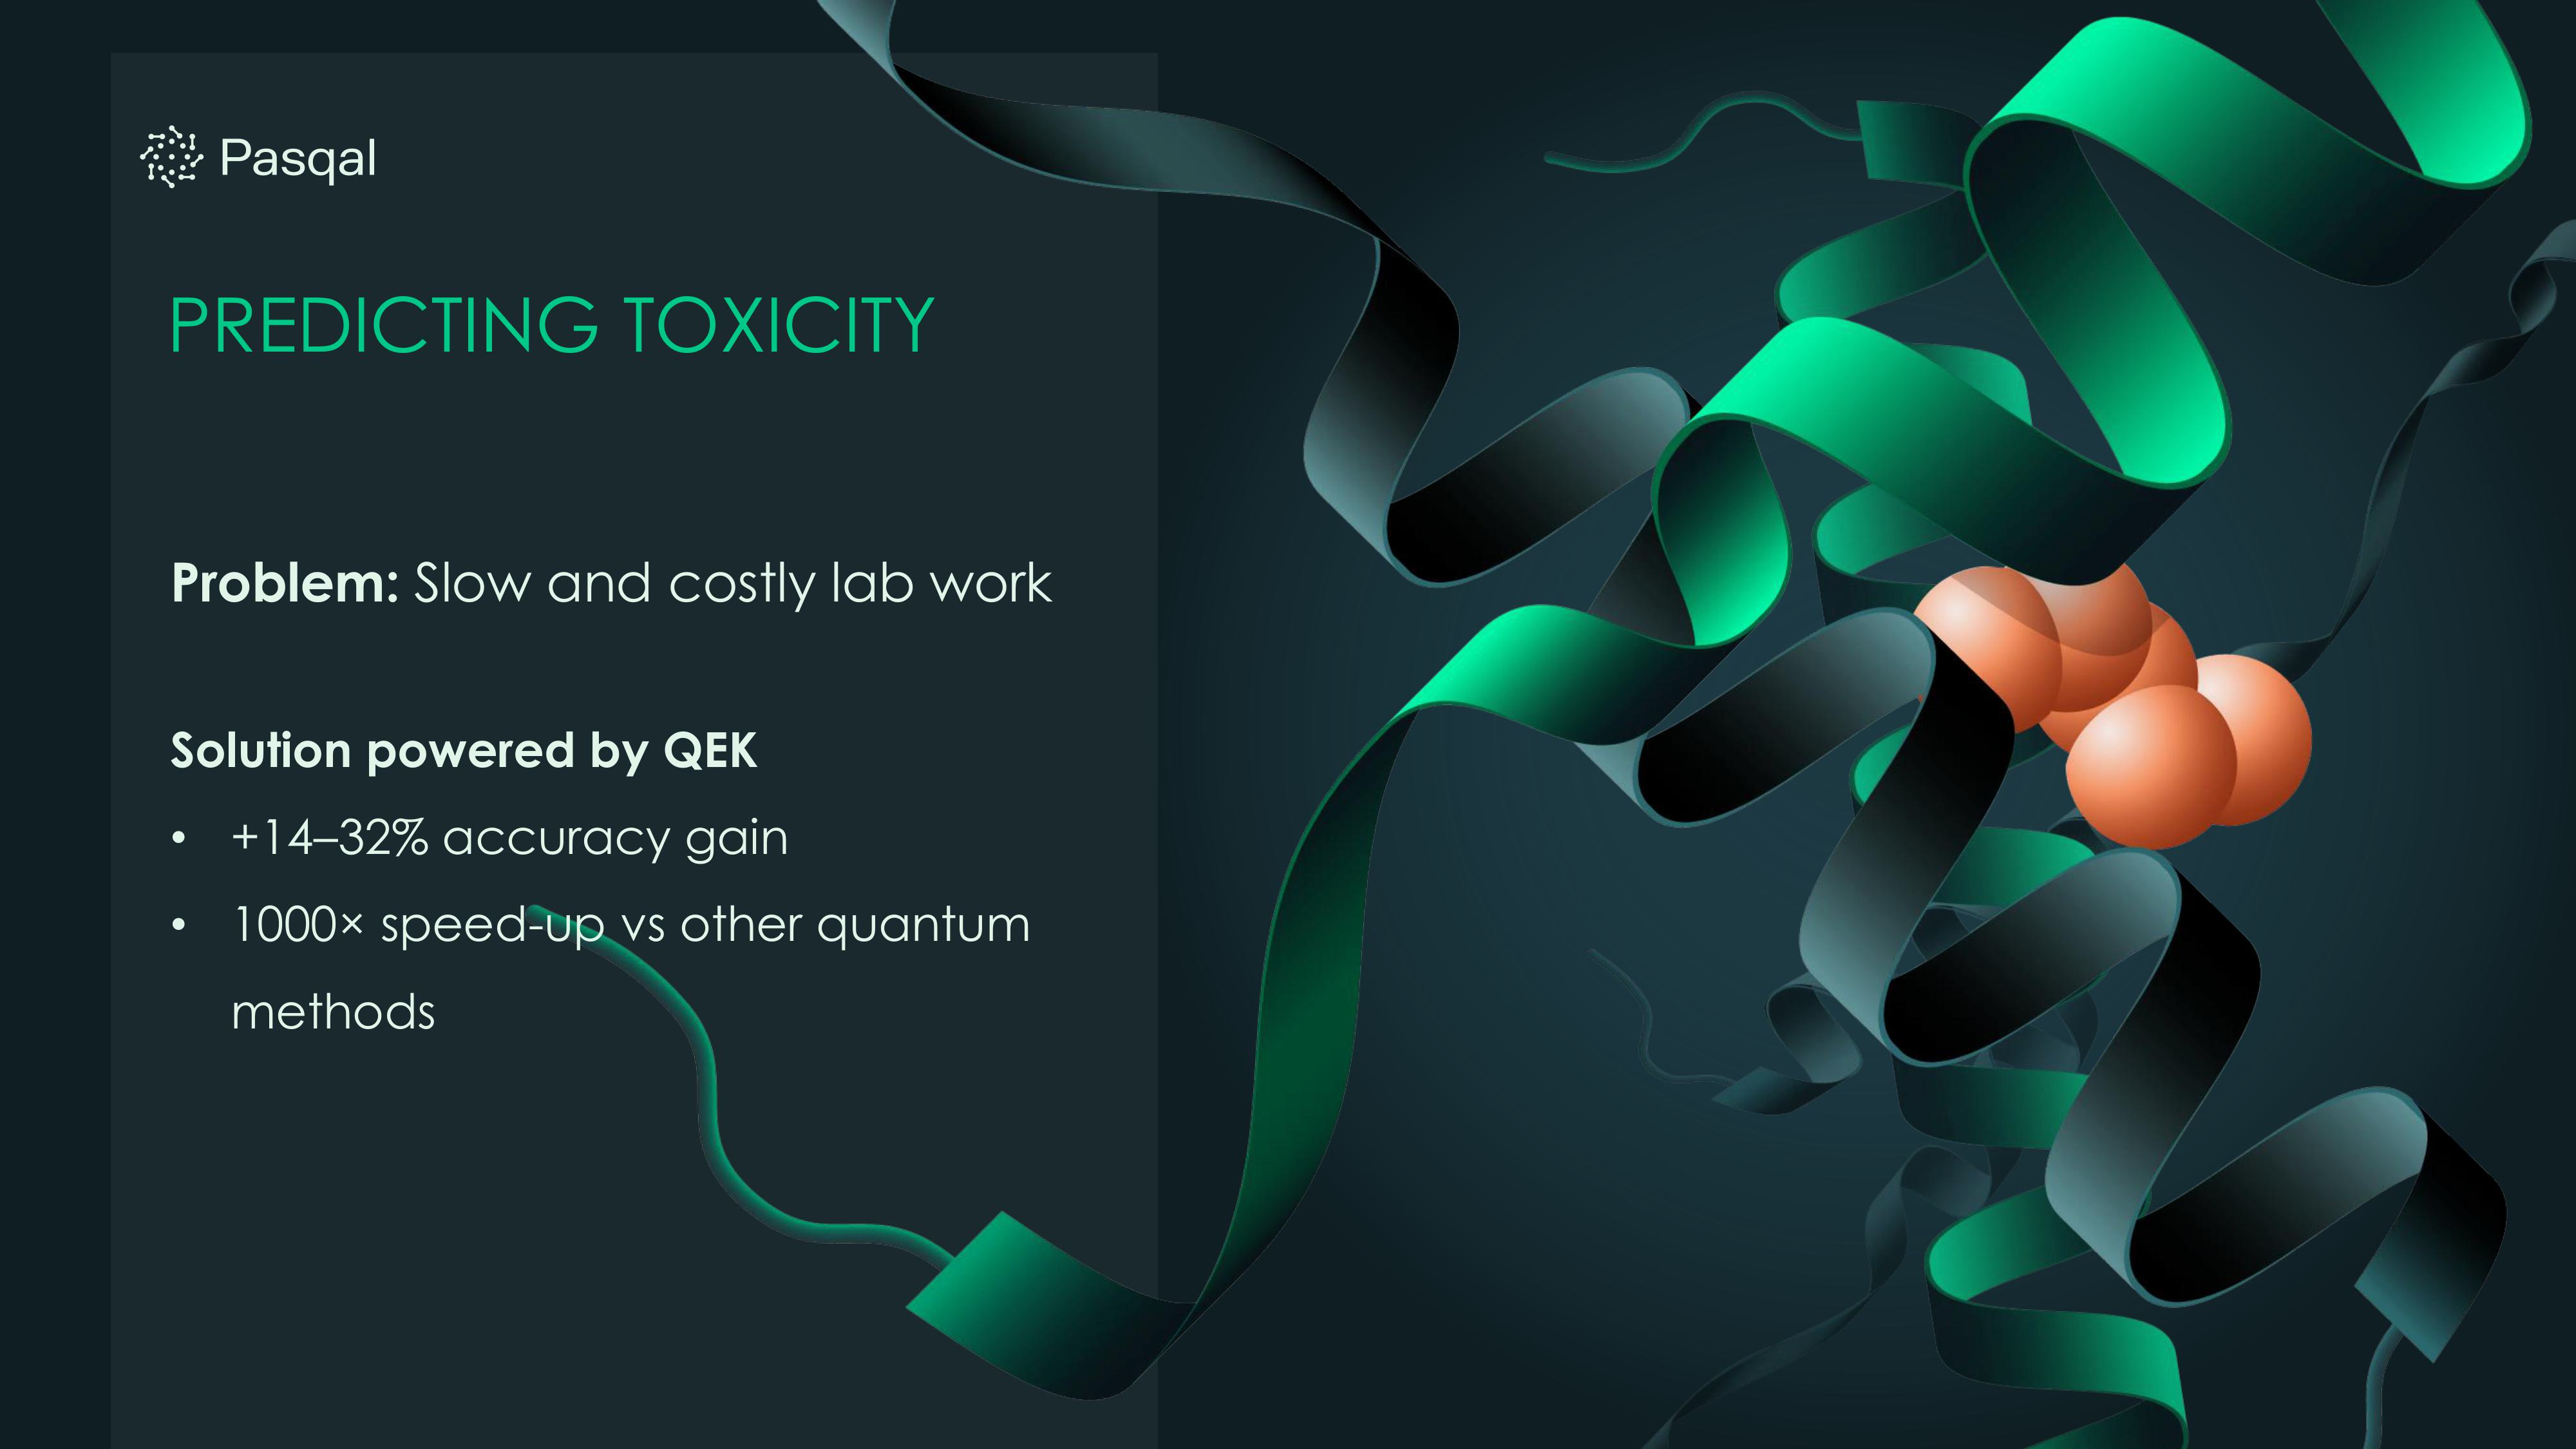 Pasqal
PREDICTING TOXICITY
Problem: Slow and costly lab work
Solution powered by QEK
• +14–32% accuracy gain
• 1000× speed-up vs other quantum
methods